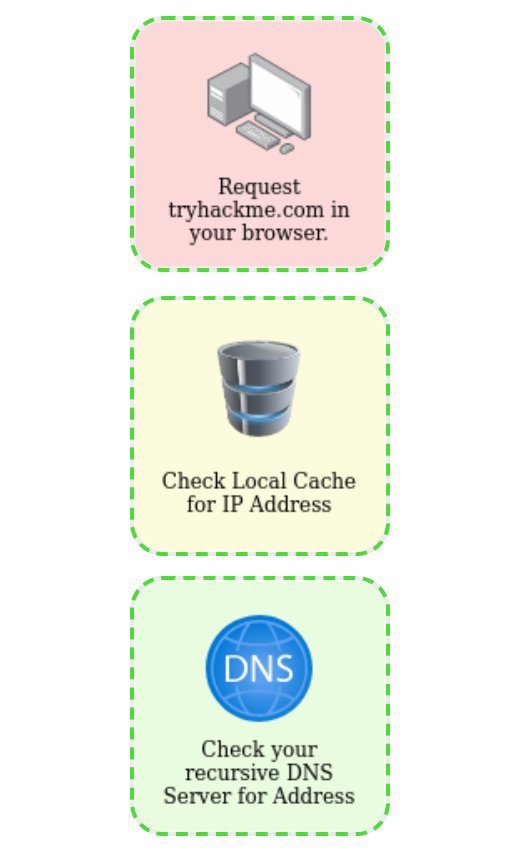 Request
tryhackme.com in
your browser.
Check Local Cache
for IP Address
DNS
Check your
recursive DNS
Server for Address